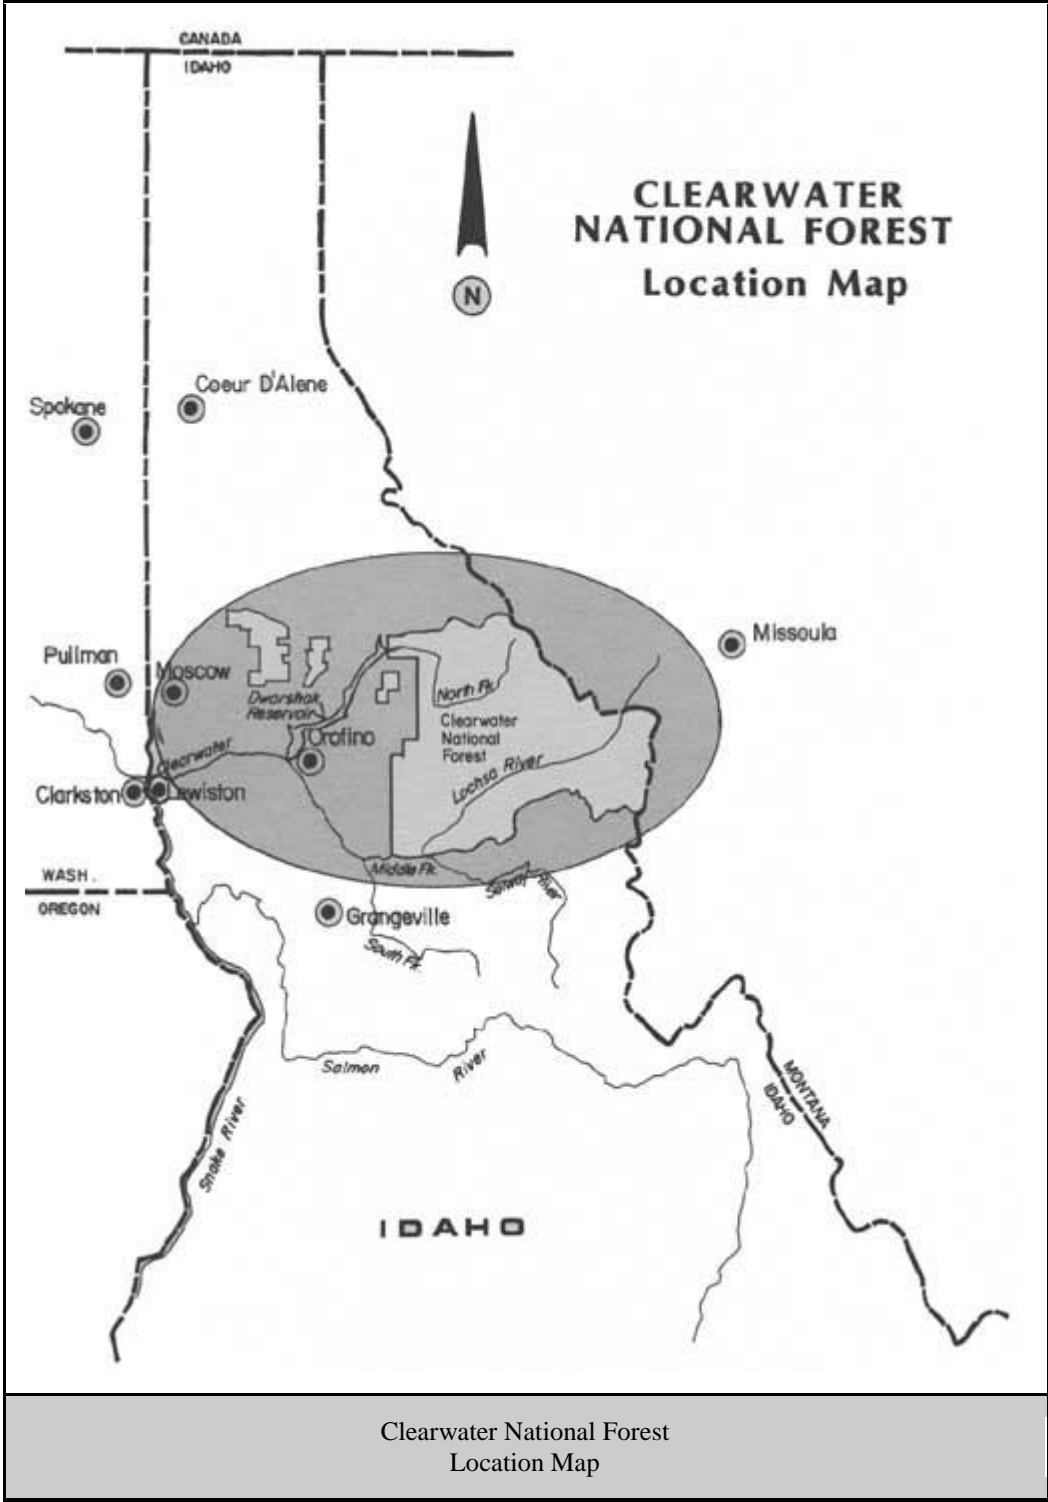 CANADA
IDAHO
CLEARWATER
NATIONAL FOREST
Location Map
N
Coeur D'Alene
Spokane
Missoula
Pullman
Moscow
Dworshak
Reservoir
North Fk.
Clearwater
National
Forest
Orofino
Clearwater
Lochsa River
Clarkston
Lewiston
Middle Fk.
WASH.
OREGON
Selway River
Grangeville
South Fk.
Salmon
River
MONTANA
IDAHO
Snake River
IDAHO
Clearwater National Forest
Location Map